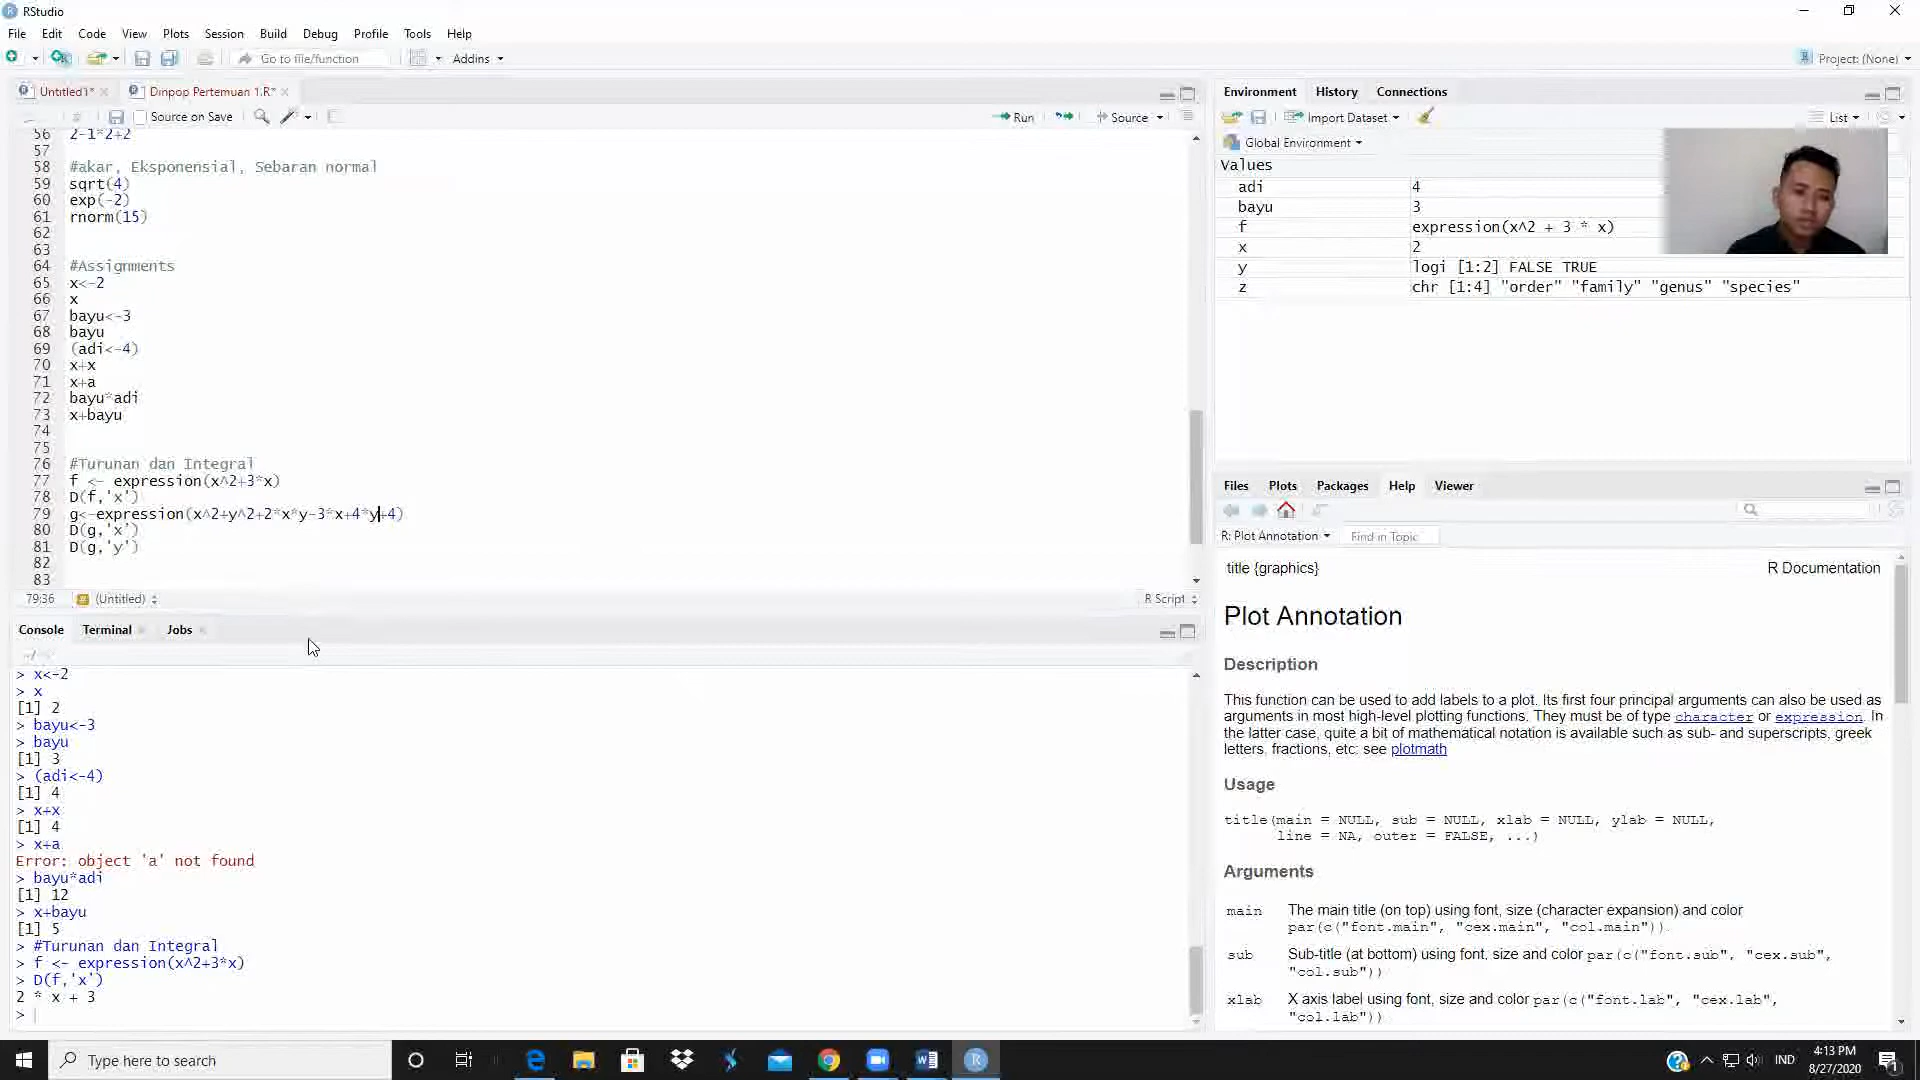 RStudio
File Edit Code View Plots Session Build Debug Profile Tools Help
Go to file/function Addins Project: (None)
Untitled1* Dinpop Pertemuan 1.R*
Source on Save Run Source
56 2-1*2+2
57
58 #akar, Eksponensial, Sebaran normal
59 sqrt(4)
60 exp(-2)
61 rnorm(15)
62
63
64 #Assignments
65 x<-2
66 x
67 bayu<-3
68 bayu
69 (adi<-4)
70 x+x
71 x+a
72 bayu*adi
73 x+bayu
74
75
76 #Turunan dan Integral
77 f <- expression(x^2+3*x)
78 D(f,'x')
79 g<-expression(x^2+y^2+2*x*y-3*x+4*y+4)
80 D(g,'x')
81 D(g,'y')
82
83
79:36 (Untitled) R Script
Console Terminal Jobs
~/
> x<-2
> x
[1] 2
> bayu<-3
> bayu
[1] 3
> (adi<-4)
[1] 4
> x+x
[1] 4
> x+a
Error: object 'a' not found
> bayu*adi
[1] 12
> x+bayu
[1] 5
> #Turunan dan Integral
> f <- expression(x^2+3*x)
> D(f,'x')
2 * x + 3
>
Environment History Connections
Import Dataset List
Global Environment
Values
adi 4
bayu 3
f expression(x^2 + 3 * x)
x 2
y logi [1:2] FALSE TRUE
z chr [1:4] "order" "family" "genus" "species"
Files Plots Packages Help Viewer
R: Plot Annotation Find in Topic
title {graphics} R Documentation
Plot Annotation
Description
This function can be used to add labels to a plot. Its first four principal arguments can also be used as
arguments in most high-level plotting functions. They must be of type character or expression. In
the latter case, quite a bit of mathematical notation is available such as sub- and superscripts, greek
letters, fractions, etc: see plotmath
Usage
title(main = NULL, sub = NULL, xlab = NULL, ylab = NULL,
line = NA, outer = FALSE, ...)
Arguments
main The main title (on top) using font, size (character expansion) and color
par(c("font.main", "cex.main", "col.main")).
sub Sub-title (at bottom) using font, size and color par(c("font.sub", "cex.sub",
"col.sub"))
xlab X axis label using font, size and color par(c("font.lab", "cex.lab",
"col.lab"))
Type here to search
IND
4:13 PM
8/27/2020